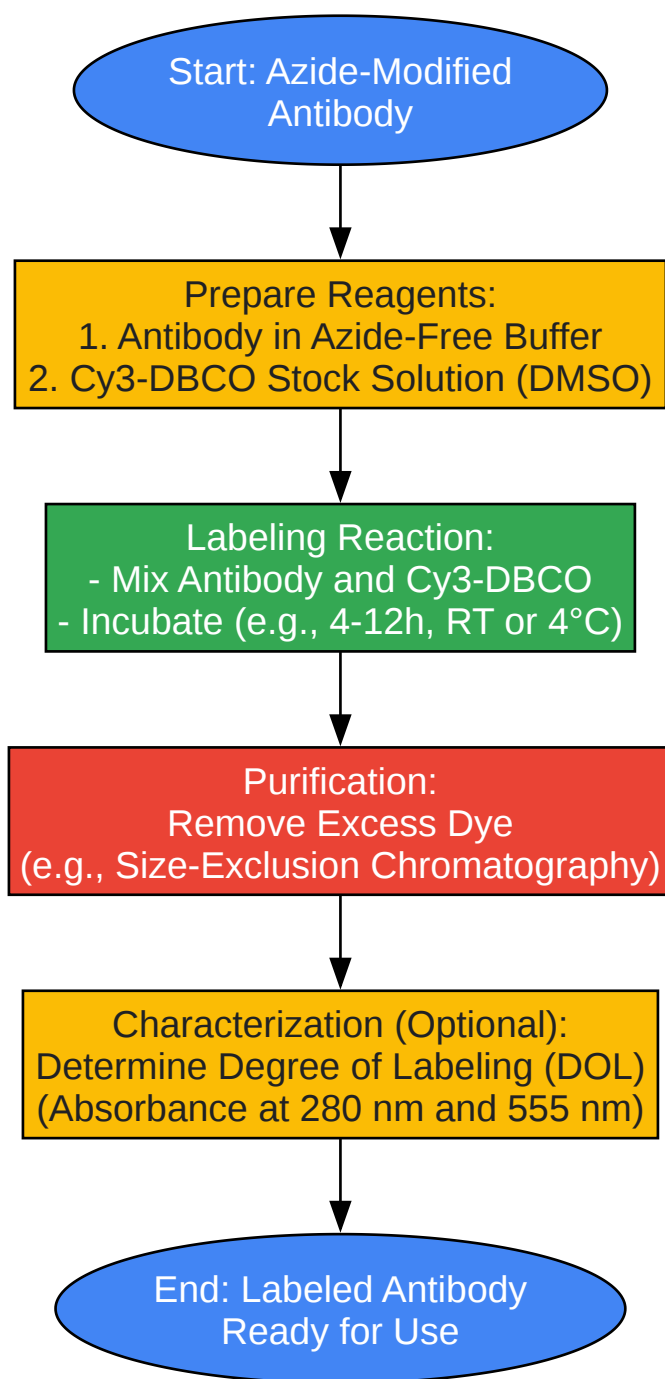 Start: Azide-Modified
Antibody
Prepare Reagents:
1. Antibody in Azide-Free Buffer
2. Cy3-DBCO Stock Solution (DMSO)
Labeling Reaction:
- Mix Antibody and Cy3-DBCO
- Incubate (e.g., 4-12h, RT or 4°C)
Purification:
Remove Excess Dye
(e.g., Size-Exclusion Chromatography)
Characterization (Optional):
Determine Degree of Labeling (DOL)
(Absorbance at 280 nm and 555 nm)
End: Labeled Antibody
Ready for Use